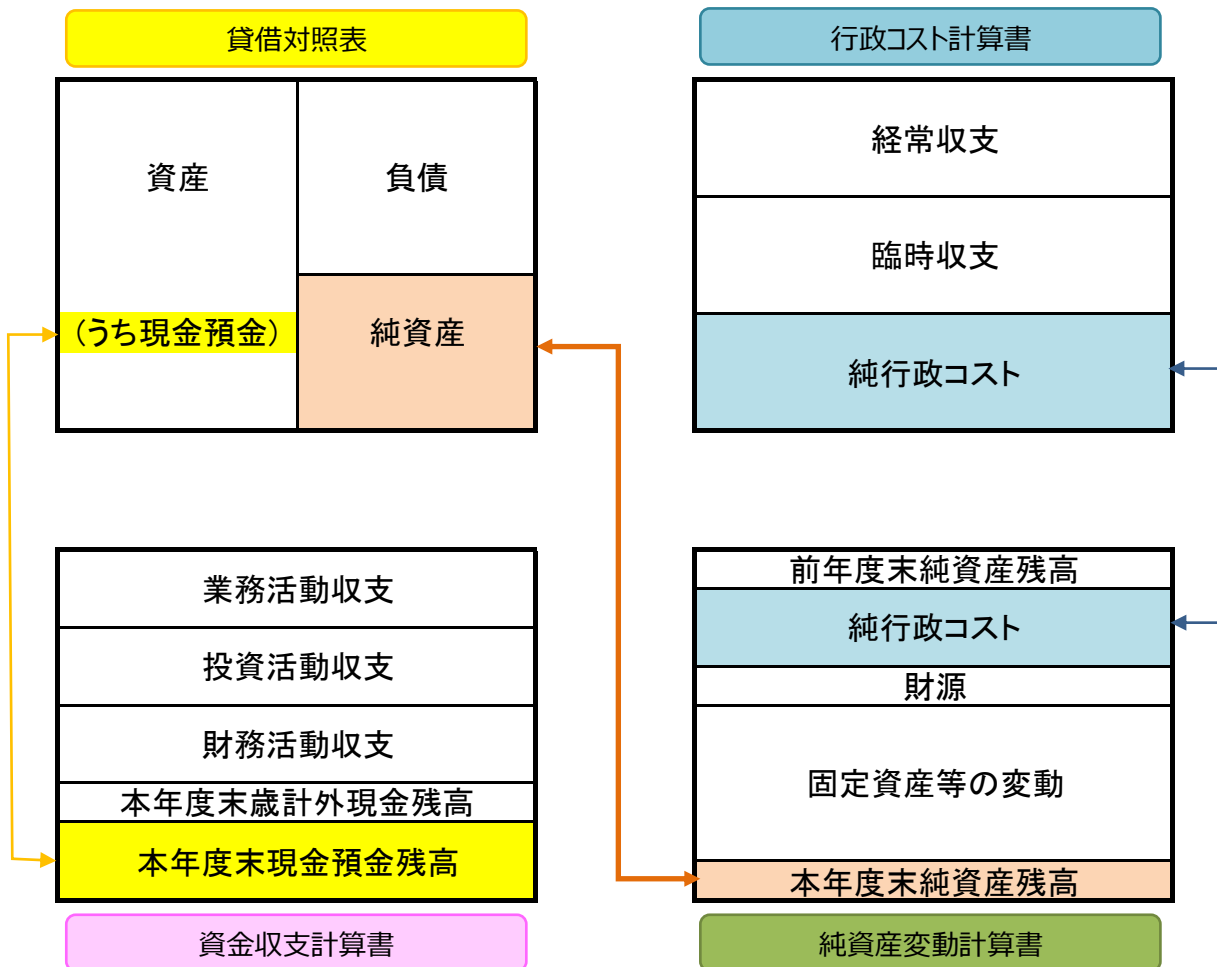 貸借対照表
行政コスト計算書
資産
負債
(うち現金預金)
純資産
経常収支
臨時収支
純行政コスト
業務活動収支
投資活動収支
財務活動収支
本年度末歳計外現金残高
本年度末現金預金残高
前年度末純資産残高
純行政コスト
財源
固定資産等の変動
本年度末純資産残高
資金収支計算書
純資産変動計算書